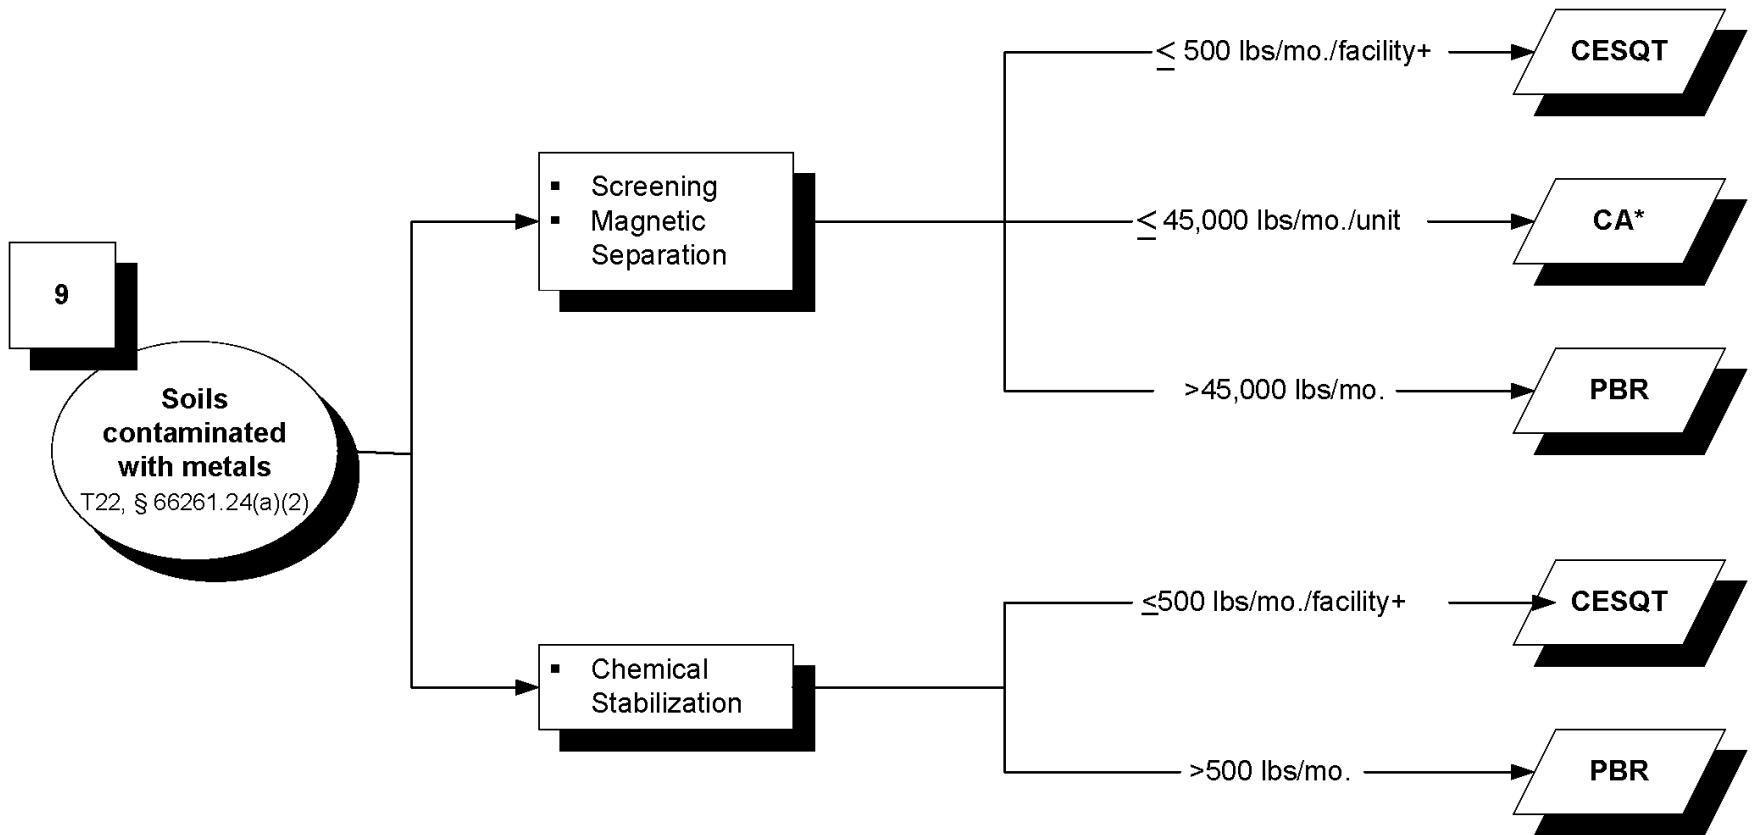 9
Soils
contaminated
with metals
T22, § 66261.24(a)(2)
▪ Screening
▪ Magnetic
Separation
≤ 500 lbs/mo./facility+
CESQT
≤ 45,000 lbs/mo./unit
CA*
>45,000 lbs/mo.
PBR
▪ Chemical
Stabilization
≤500 lbs/mo./facility+
CESQT
>500 lbs/mo.
PBR